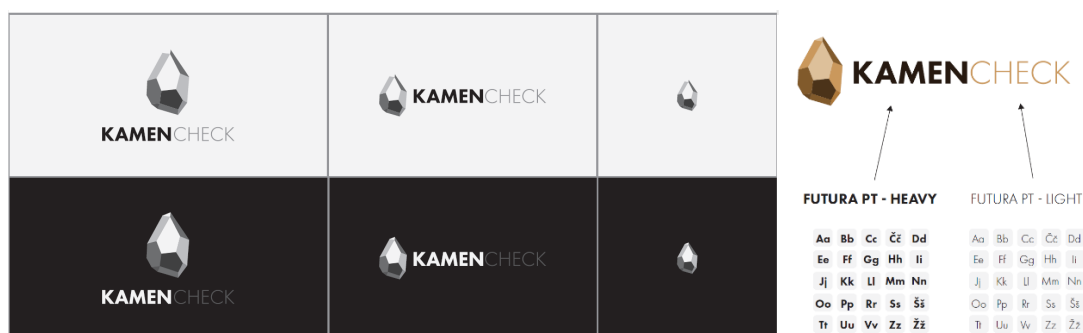 KAMENCHECK
KAMENCHECK
KAMENCHECK
KAMENCHECK
KAMENCHECK
FUTURA PT - HEAVY
Aa Bb Cc Čč Dd
Ee Ff Gg Hh Ii
Jj Kk Ll Mm Nn
Oo Pp Rr Ss Šš
Tt Uu Vv Zz Žž
FUTURA PT - LIGHT
Aa Bb Cc Čč Dd
Ee Ff Gg Hh Ii
Jj Kk Ll Mm Nn
Oo Pp Rr Ss Šš
Tt Uu Vv Zz Žž